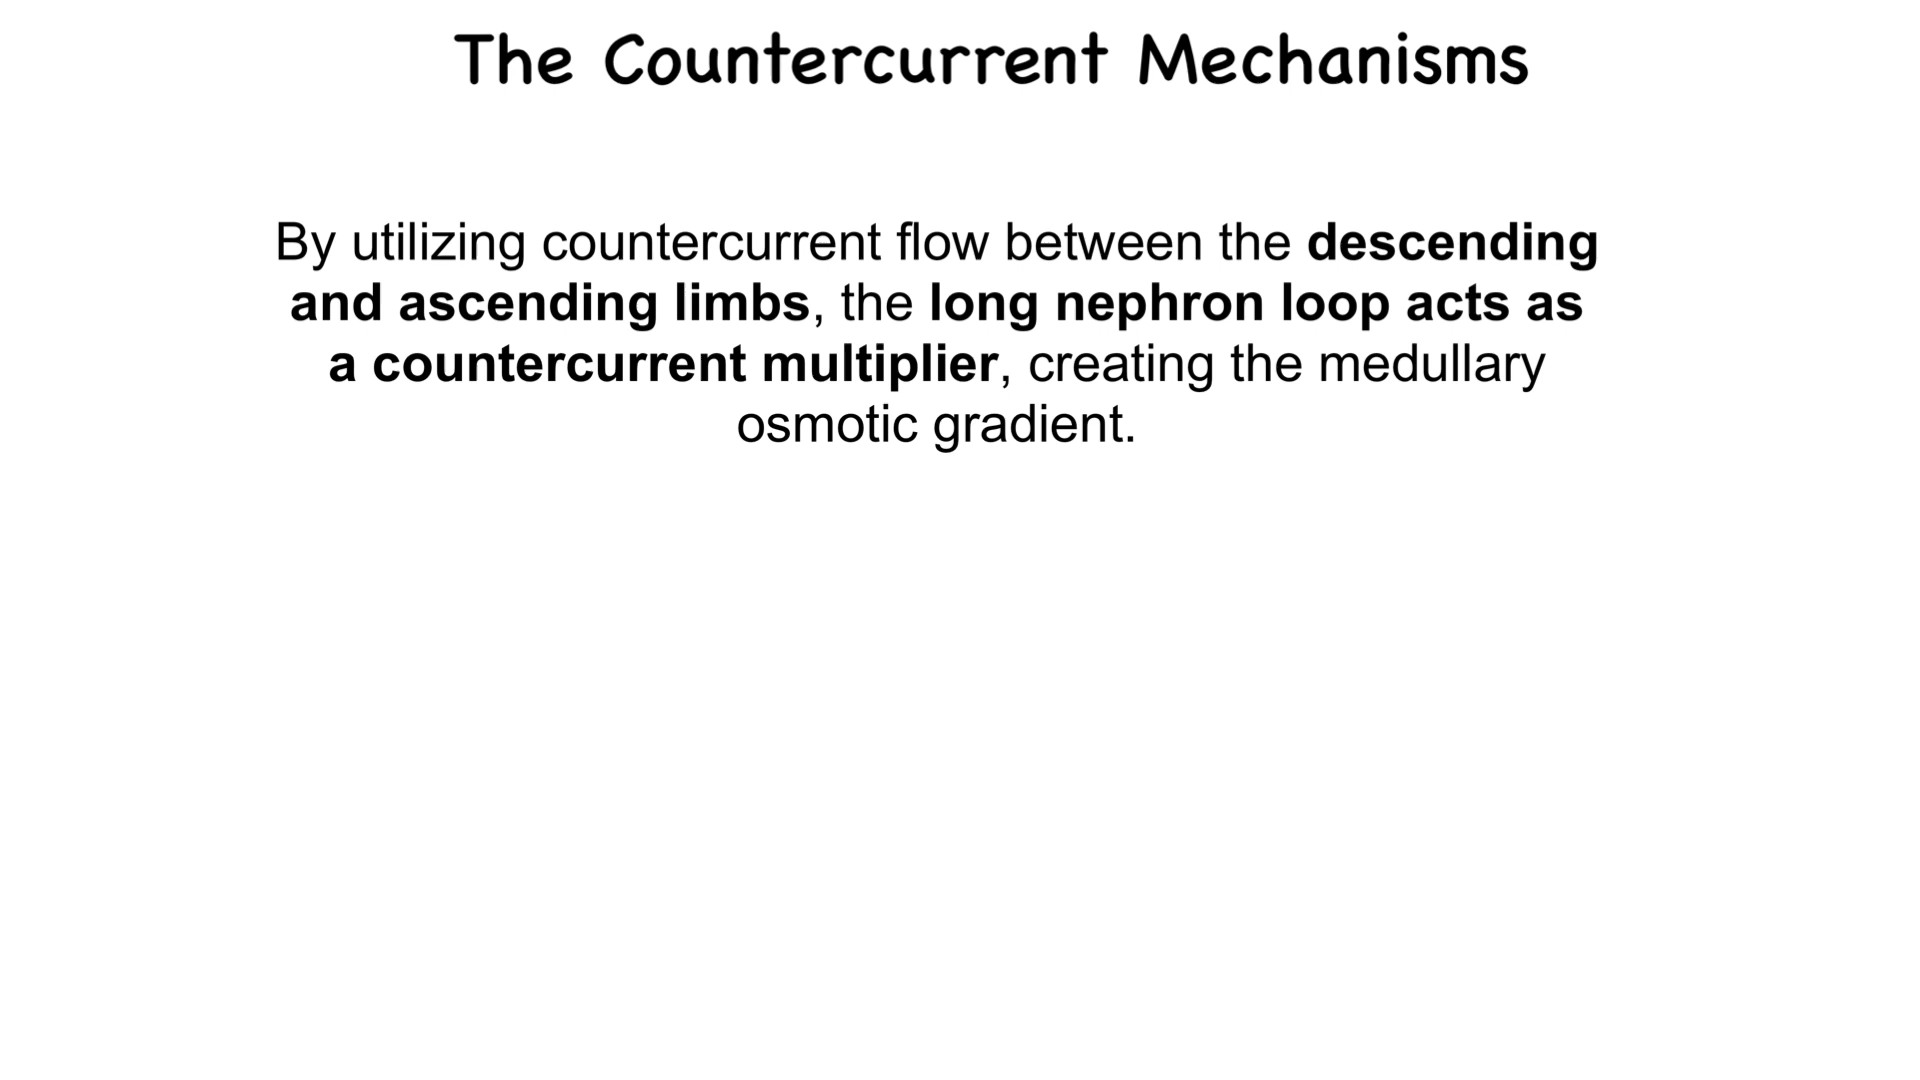 The Countercurrent Mechanisms
By utilizing countercurrent flow between the descending
and ascending limbs, the long nephron loop acts as
a countercurrent multiplier, creating the medullary
osmotic gradient.